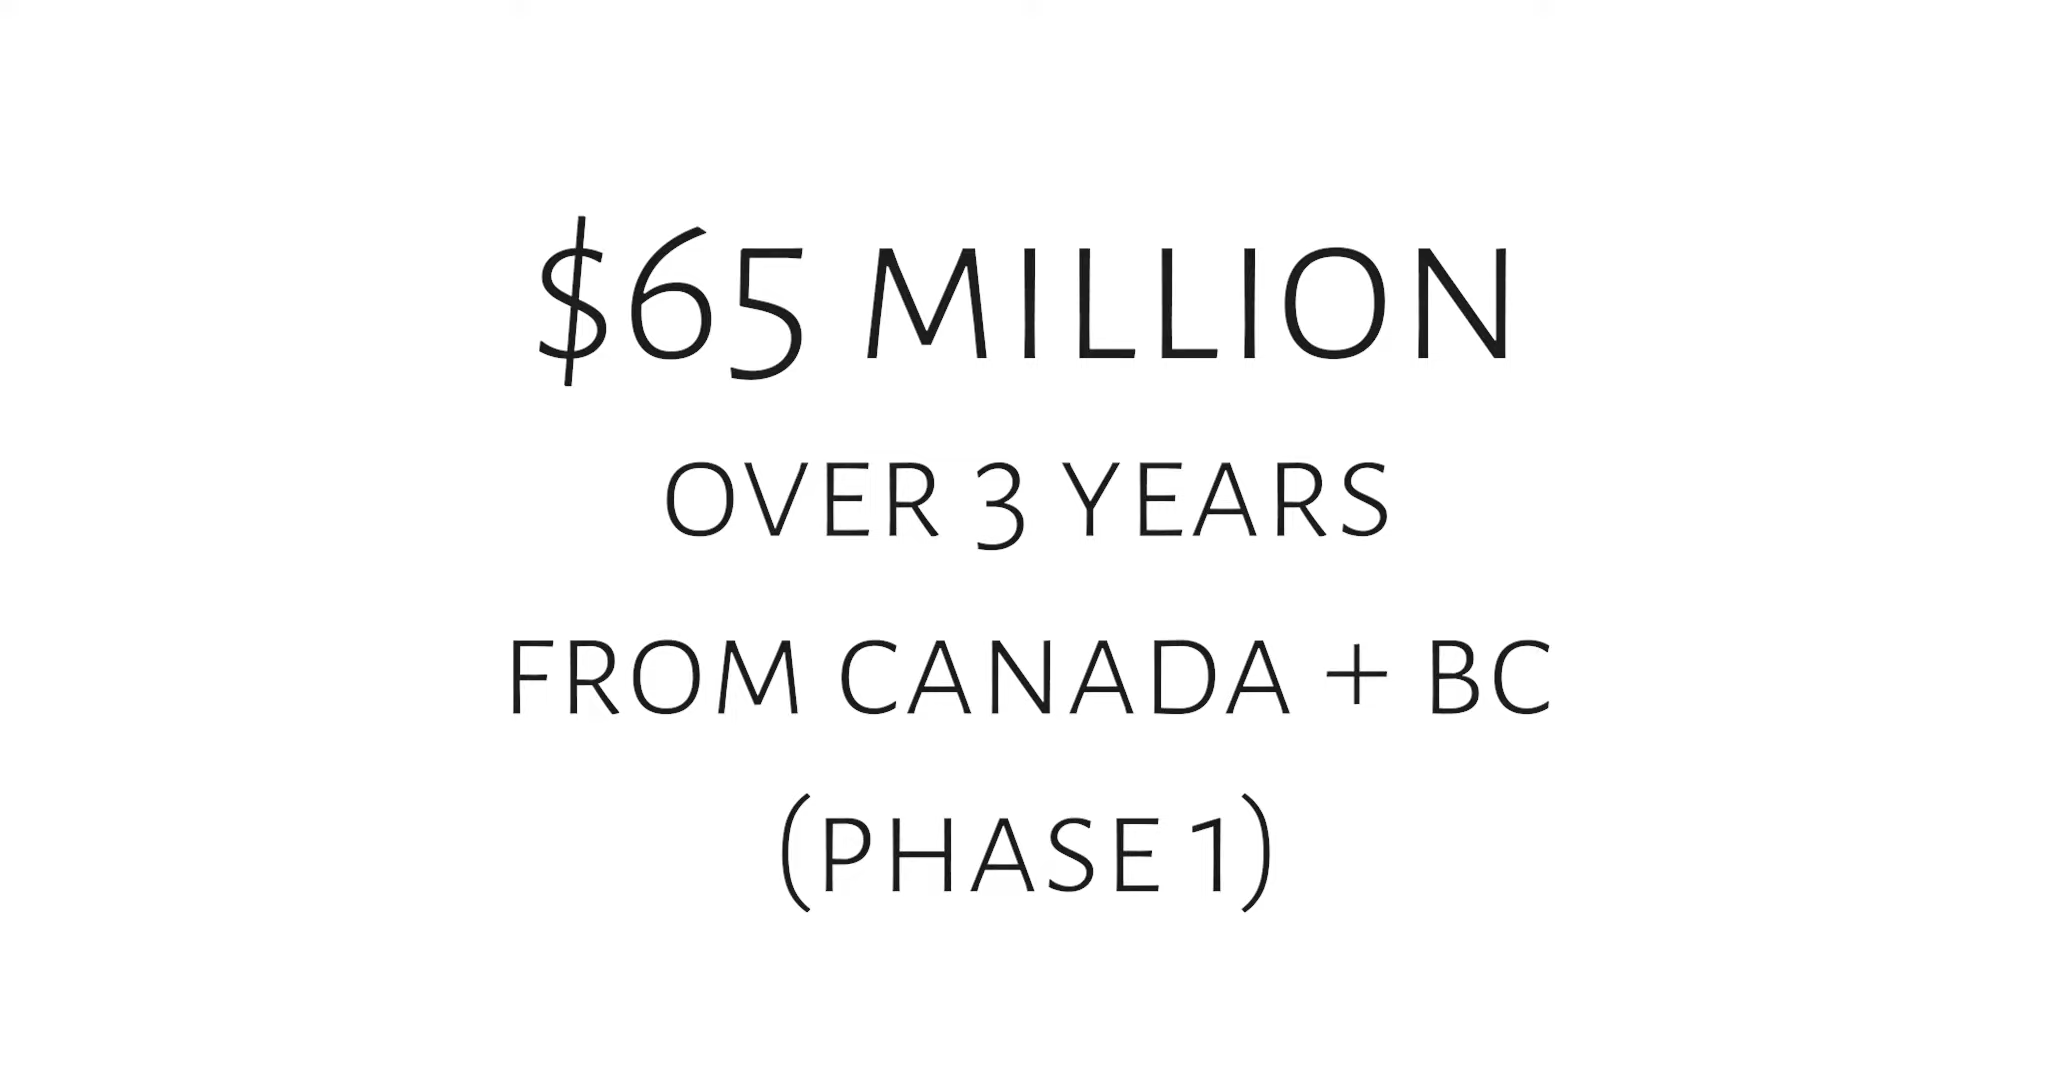 $65 MILLION
OVER 3 YEARS
FROM CANADA + BC
(PHASE 1)